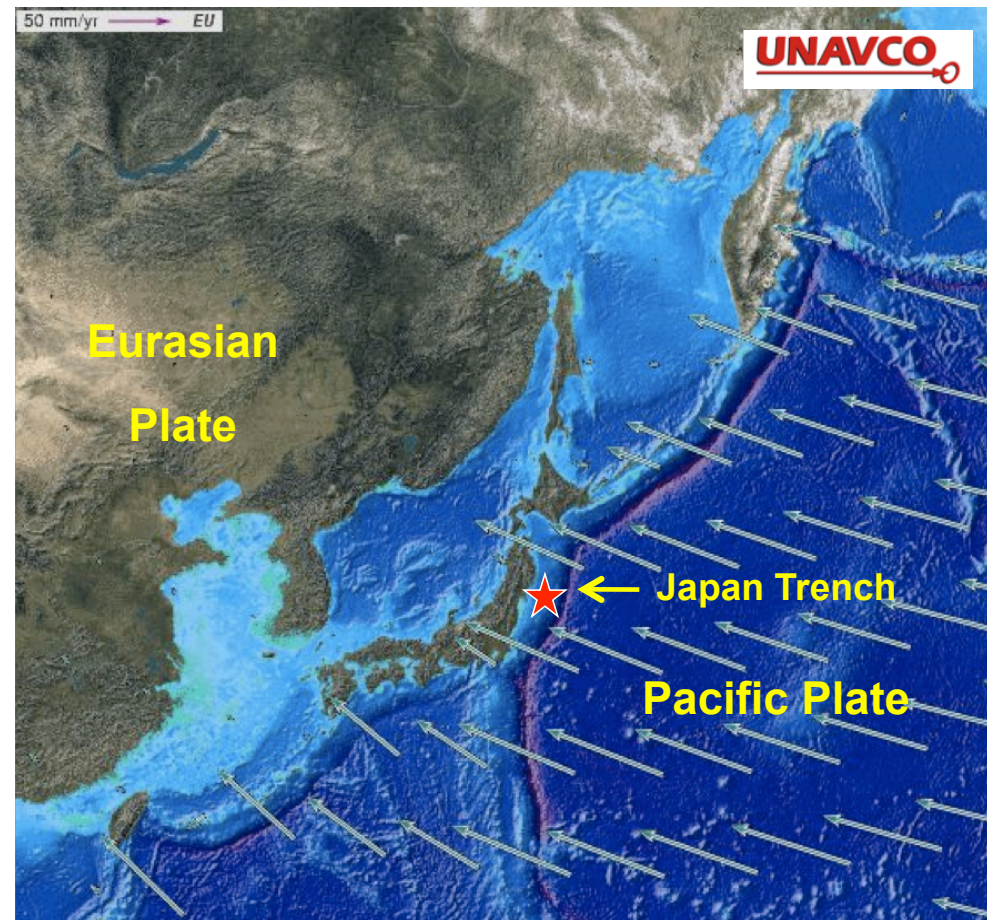 50 mm/yr EU
UNAVCO
Eurasian
Plate
Japan Trench
Pacific Plate